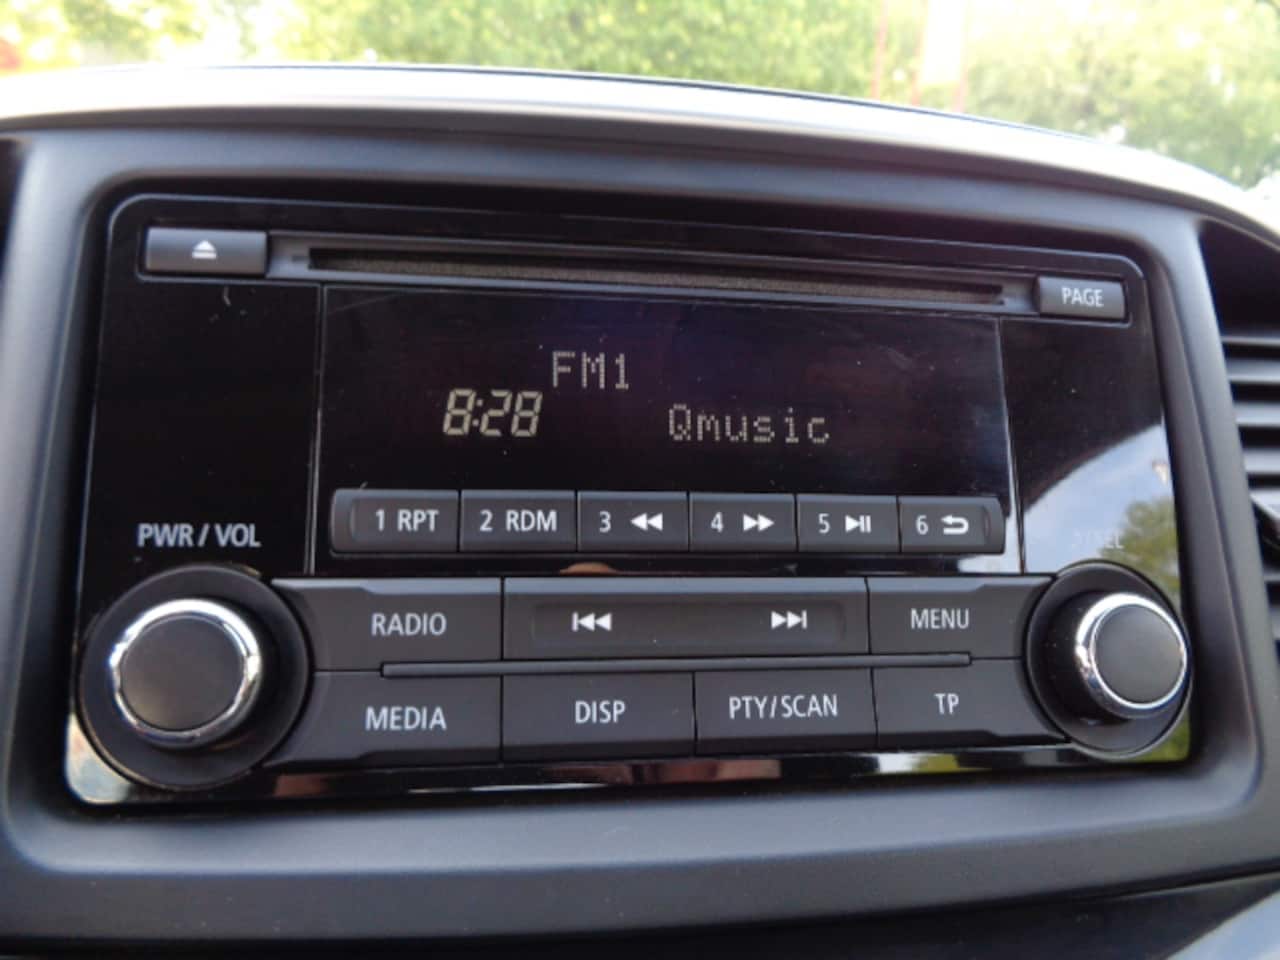 PAGE
FM1
8:28 Qmusic
1 RPT 2 RDM 3 4 5 6
PWR / VOL
RADIO MENU
MEDIA DISP PTY/SCAN TP